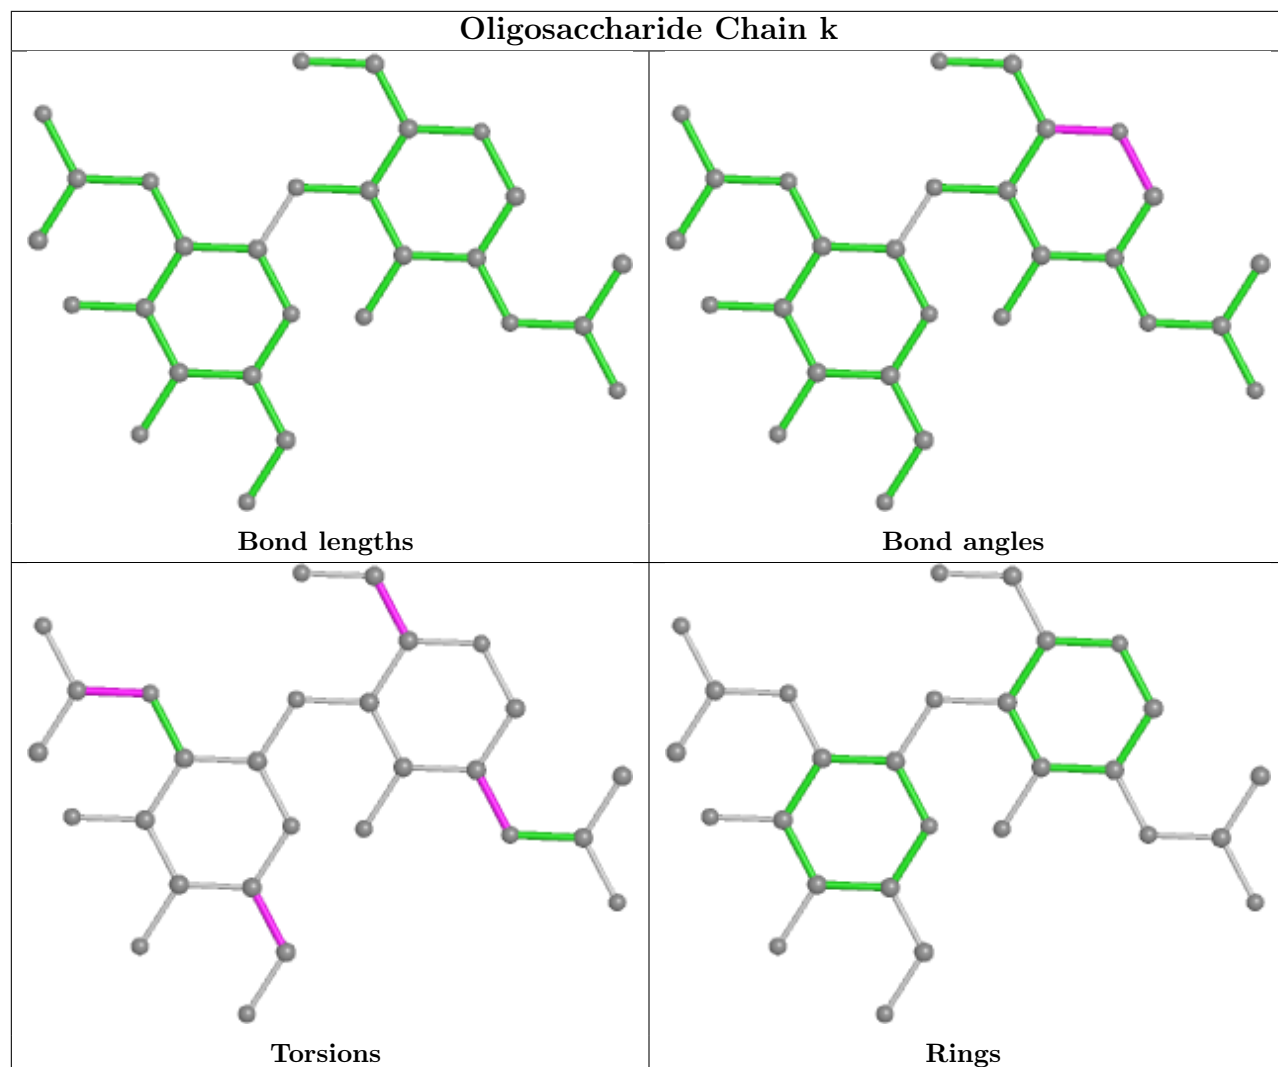 Oligosaccharide Chain k
Bond lengths
Bond angles
Torsions
Rings